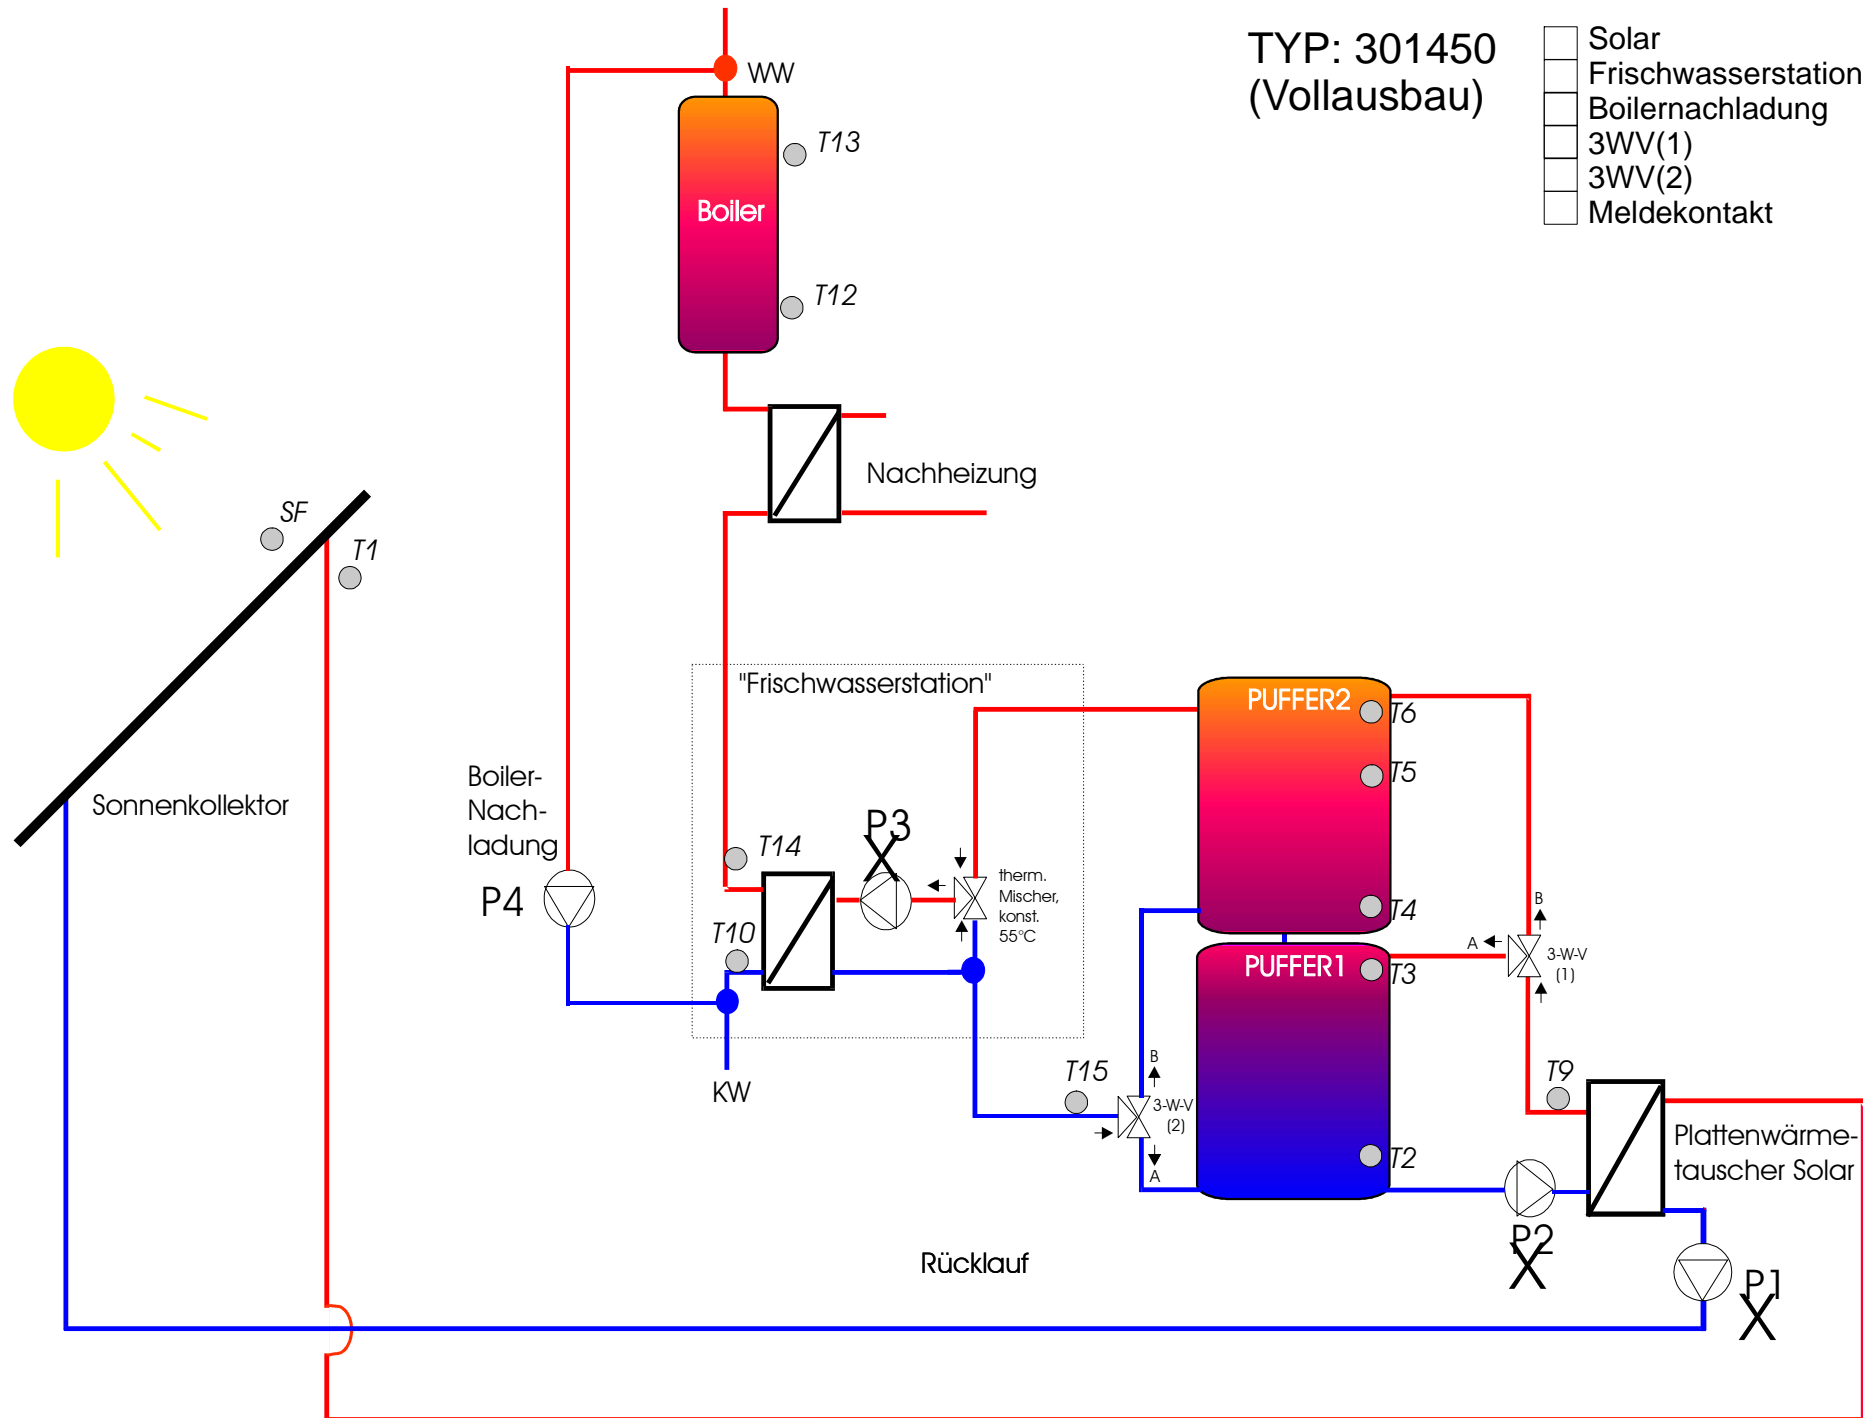 TYP: 301450
(Vollausbau)
Solar
Frischwasserstation
Boilernachladung
3WV(1)
3WV(2)
Meldekontakt
WW
T13
Boiler
T12
Nachheizung
SF
T1
Sonnenkollektor
"Frischwasserstation"
Boiler-
Nach-
ladung
P4
T14
P3
T10
therm.
Mischer,
konst.
55°C
KW
PUFFER2
T6
T5
T4
PUFFER1
T3
T2
B
A
3-W-V
(1)
T15
B
3-W-V
(2)
A
T9
Plattenwärme-
tauscher Solar
P2
X
P1
X
X
Rücklauf